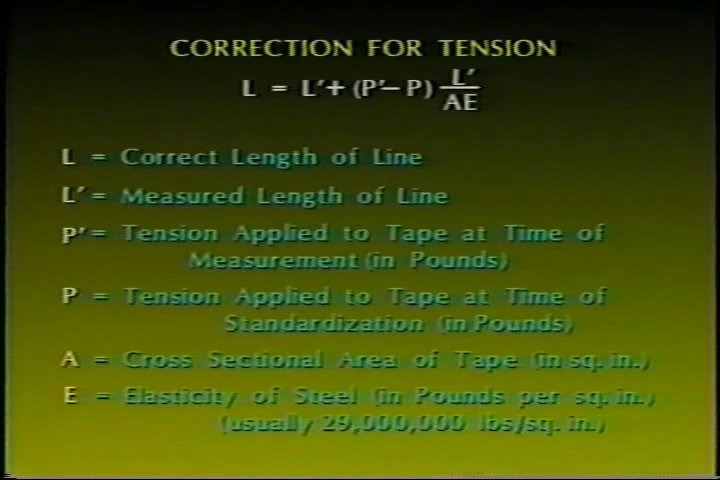 CORRECTION FOR TENSION
L = L'+ (P'– P) L'/AE
L = Correct Length of Line
L' = Measured Length of Line
P' = Tension Applied to Tape at Time of
Measurement (in Pounds)
P = Tension Applied to Tape at Time of
Standardization (in Pounds)
A = Cross Sectional Area of Tape (in sq. in.)
E = Elasticity of Steel (in Pounds per sq. in.)
(usually 29,000,000 lbs/sq. in.)